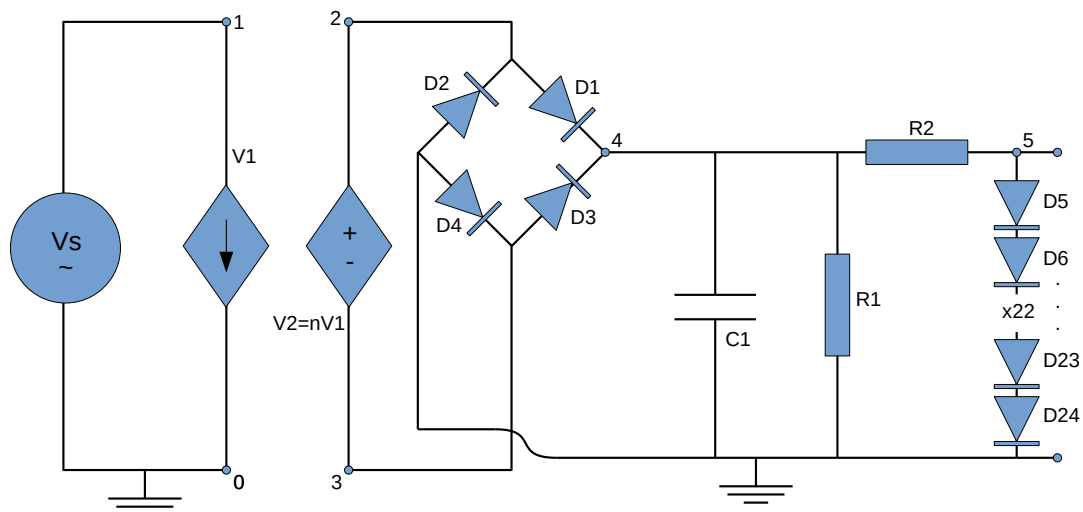 1
2
D2
D1
4
R2
5
V1
D5
Vs
~
+
-
D4
D3
D6
.
.
.
x22
R1
V2=nV1
C1
D23
D24
0
3